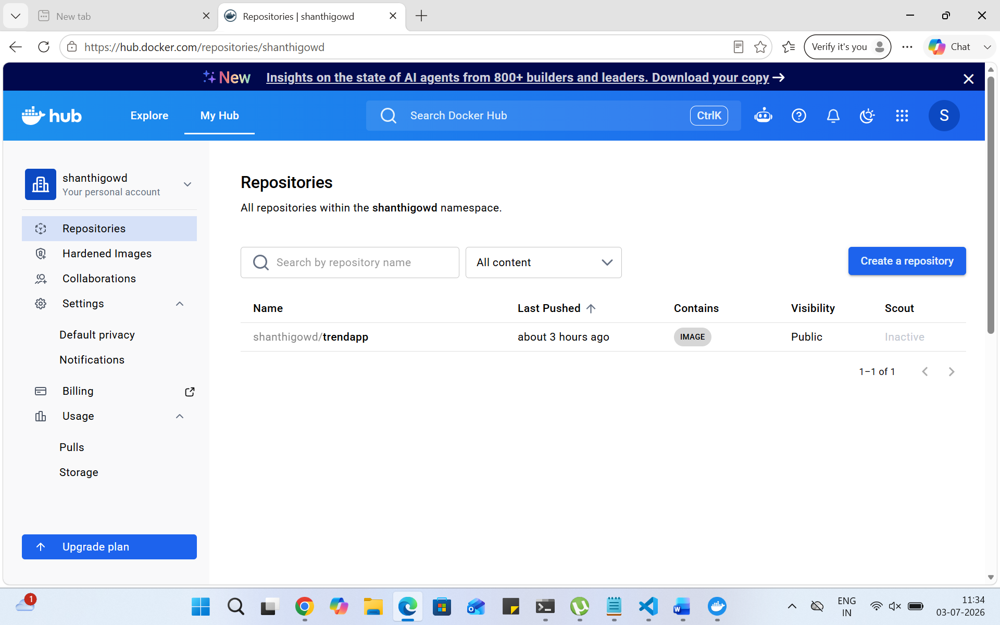 New tab
Repositories | shanthigowd
https://hub.docker.com/repositories/shanthigowd
Verify it's you
Chat
New Insights on the state of AI agents from 800+ builders and leaders. Download your copy →
hub
Explore
My Hub
Search Docker Hub
CtrlK
S
shanthigowd
Your personal account
Repositories
Hardened Images
Collaborations
Settings
Default privacy
Notifications
Billing
Usage
Pulls
Storage
Upgrade plan
Repositories
All repositories within the shanthigowd namespace.
Search by repository name
All content
Create a repository
Name Last Pushed Contains Visibility Scout
shanthigowd/trendapp about 3 hours ago IMAGE Public Inactive
1–1 of 1
1
ENG
IN
11:34
03-07-2026